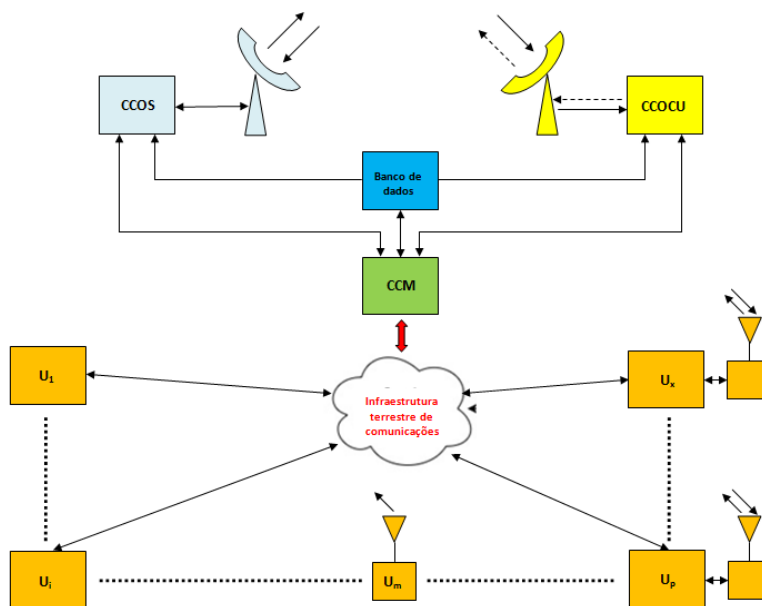 CCOS
CCOCU
Banco de
dados
CCM
U1
Infraestrutura
terrestre de
comunicações
Ux
Ui
Um
Up